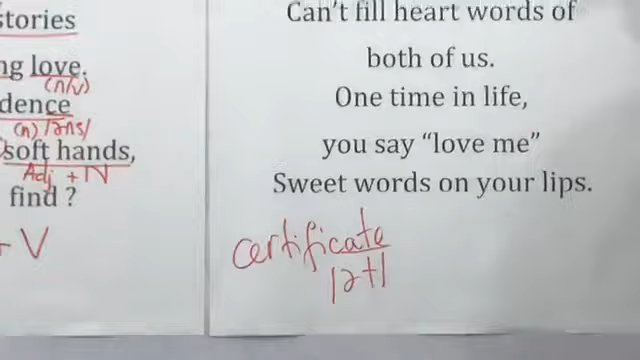 stories
ng love.
(n/v)
dence
(n) /əns/
soft hands,
Adj + N
find ?
+ V
Can't fill heart words of
both of us.
One time in life,
you say “love me”
Sweet words on your lips.
certificate
/ət/